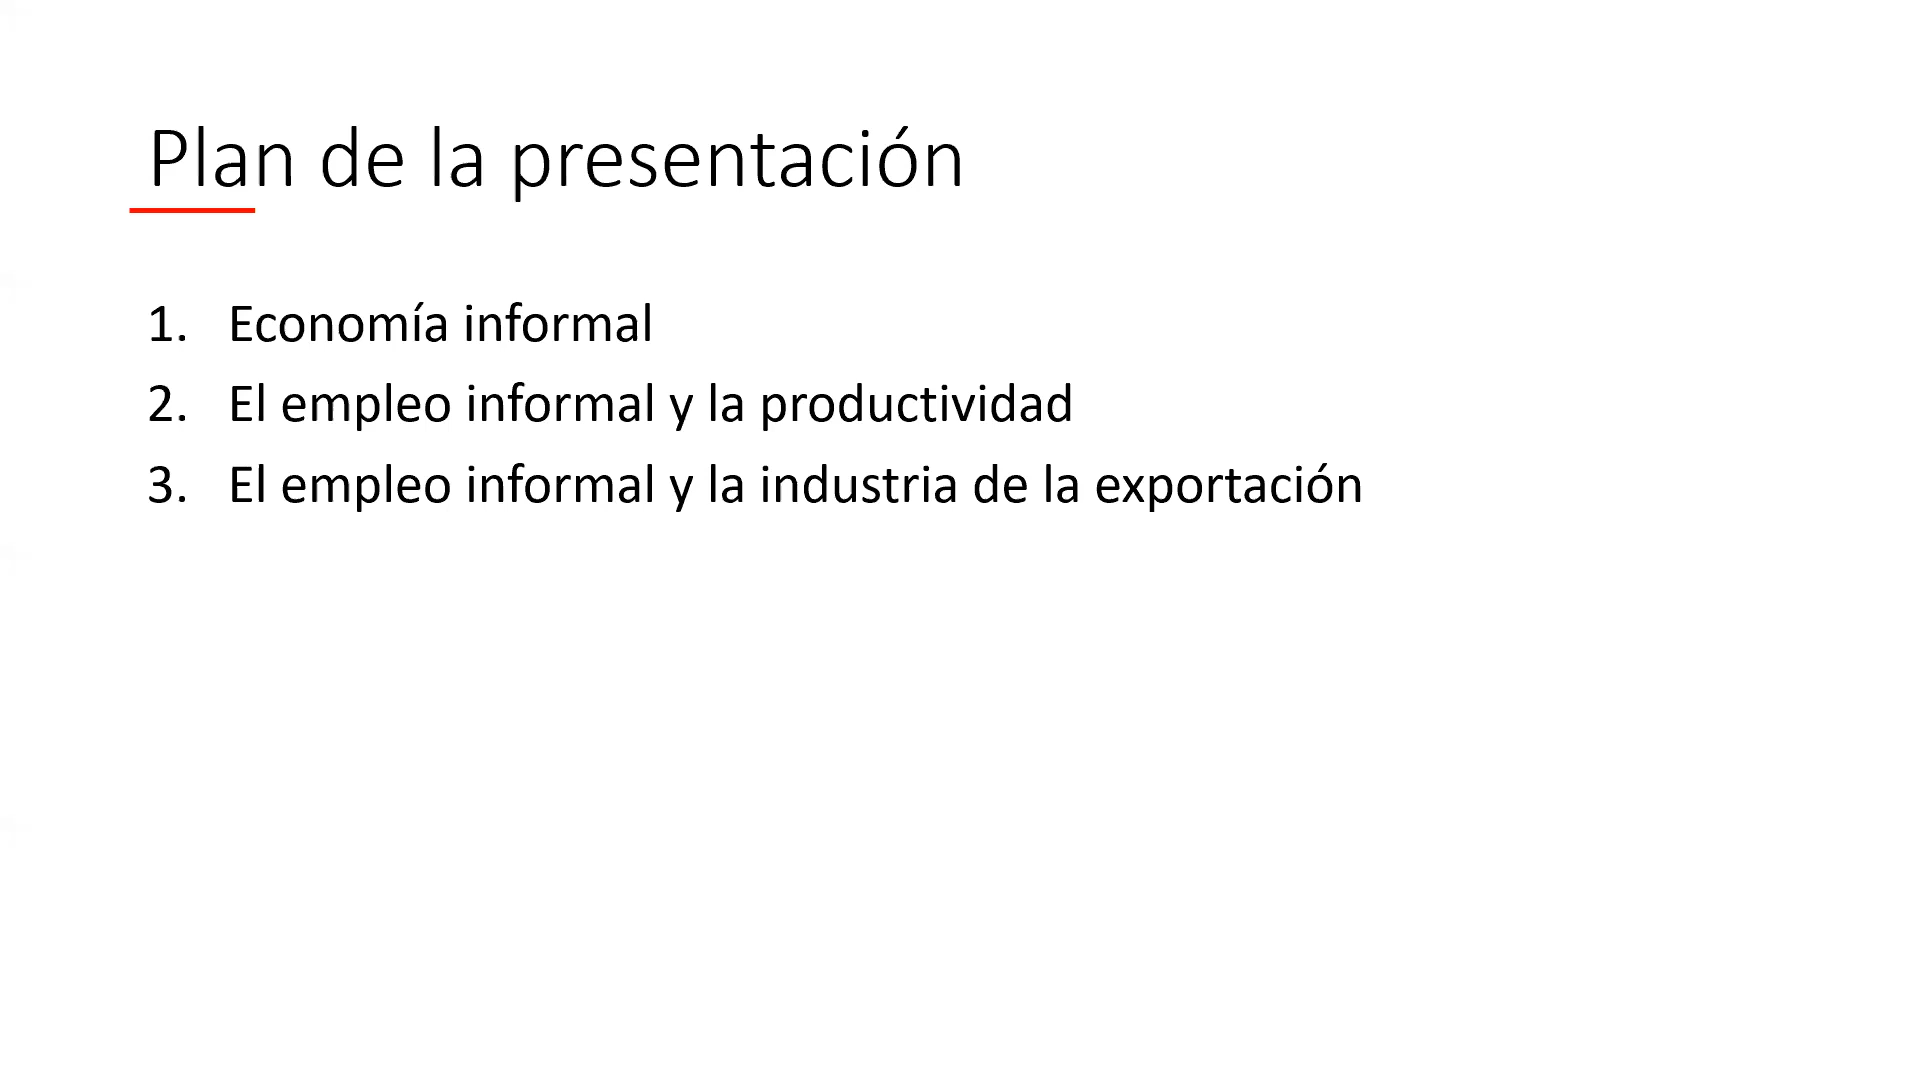 Plan de la presentación
1. Economía informal
2. El empleo informal y la productividad
3. El empleo informal y la industria de la exportación